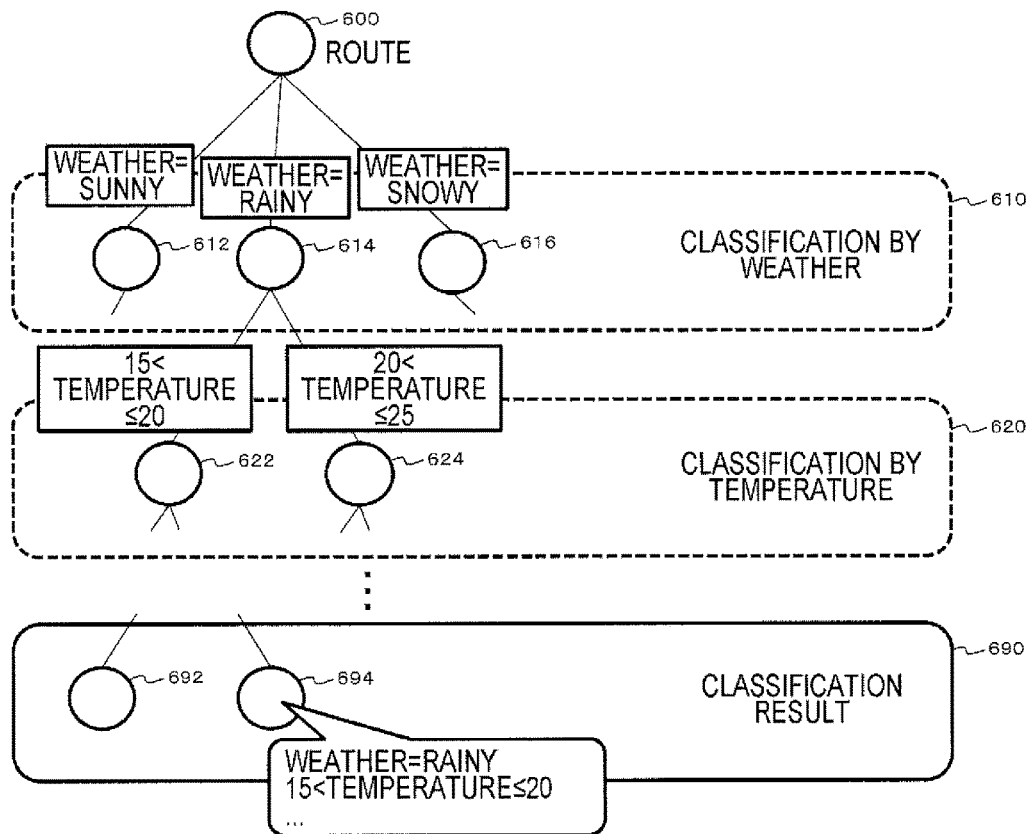 600
ROUTE
WEATHER=
SUNNY
WEATHER=
RAINY
WEATHER=
SNOWY
610
612
614
616
CLASSIFICATION BY
WEATHER
15<
TEMPERATURE
≤20
20<
TEMPERATURE
≤25
620
622
624
CLASSIFICATION BY
TEMPERATURE
690
692
694
CLASSIFICATION
RESULT
WEATHER=RAINY
15<TEMPERATURE≤20
...